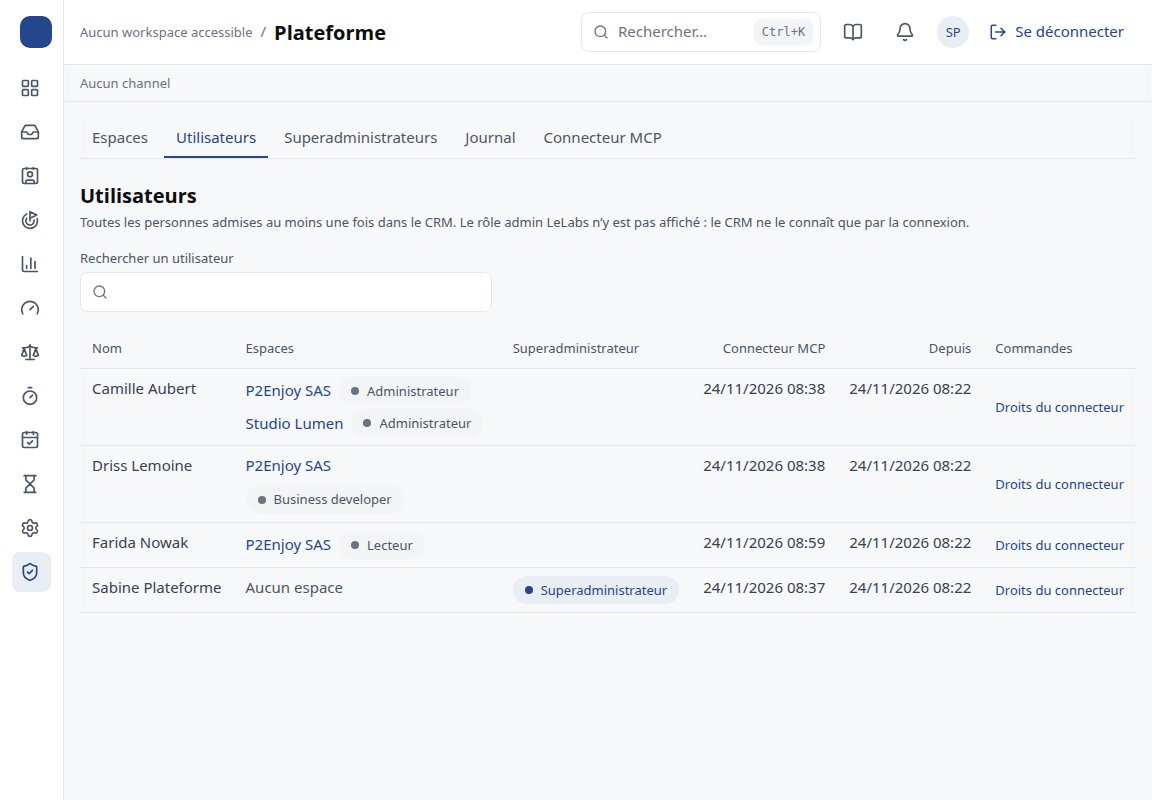 Aucun workspace accessible / Plateforme
Rechercher... Ctrl+K
SP
Se déconnecter
Aucun channel
Espaces Utilisateurs Superadministrateurs Journal Connecteur MCP
Utilisateurs
Toutes les personnes admises au moins une fois dans le CRM. Le rôle admin LeLabs n’y est pas affiché : le CRM ne le connaît que par la connexion.
Rechercher un utilisateur
Nom Espaces Superadministrateur Connecteur MCP Depuis Commandes
Camille Aubert P2Enjoy SAS Administrateur 24/11/2026 08:38 24/11/2026 08:22 Droits du connecteur
Studio Lumen Administrateur
Driss Lemoine P2Enjoy SAS 24/11/2026 08:38 24/11/2026 08:22 Droits du connecteur
Business developer
Farida Nowak P2Enjoy SAS Lecteur 24/11/2026 08:59 24/11/2026 08:22 Droits du connecteur
Sabine Plateforme Aucun espace Superadministrateur 24/11/2026 08:37 24/11/2026 08:22 Droits du connecteur